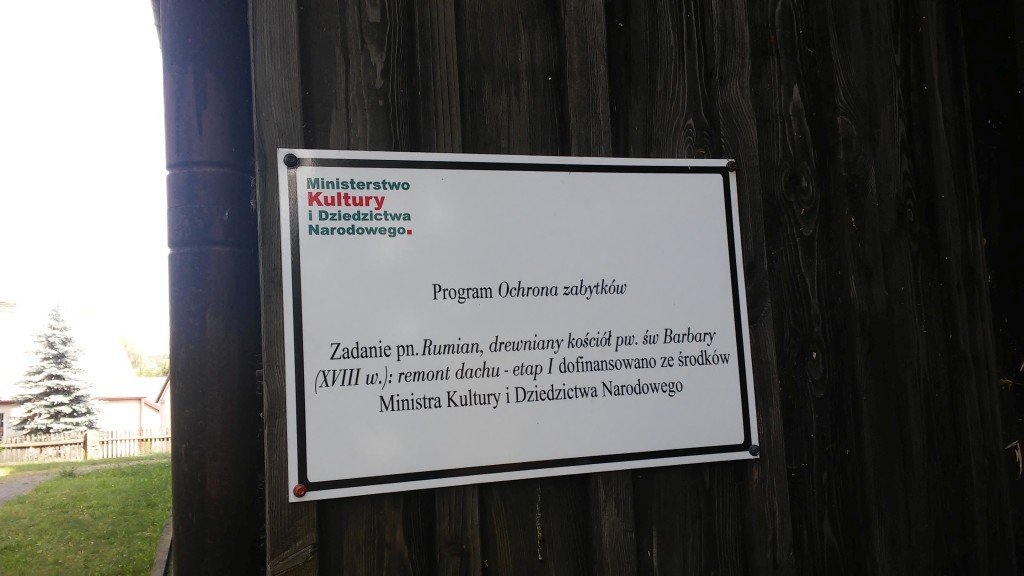 Ministerstwo
Kultury
i Dziedzictwa
Narodowego.
Program Ochrona zabytków
Zadanie pn. Rumian, drewniany kościół pw. św Barbary
(XVIII w.): remont dachu - etap I dofinansowano ze środków
Ministra Kultury i Dziedzictwa Narodowego